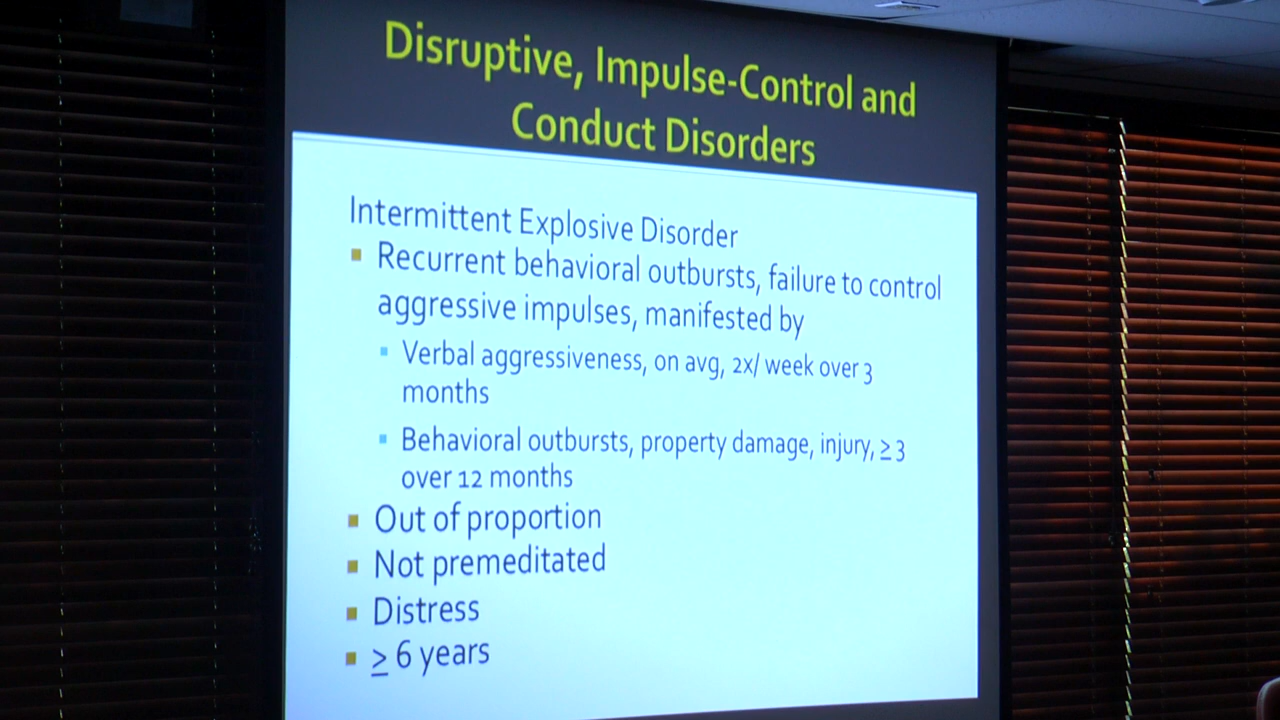 Disruptive, Impulse-Control and
Conduct Disorders
Intermittent Explosive Disorder
Recurrent behavioral outbursts, failure to control
aggressive impulses, manifested by
Verbal aggressiveness, on avg, 2x/ week over 3
months
Behavioral outbursts, property damage, injury, ≥ 3
over 12 months
Out of proportion
Not premeditated
Distress
≥ 6 years